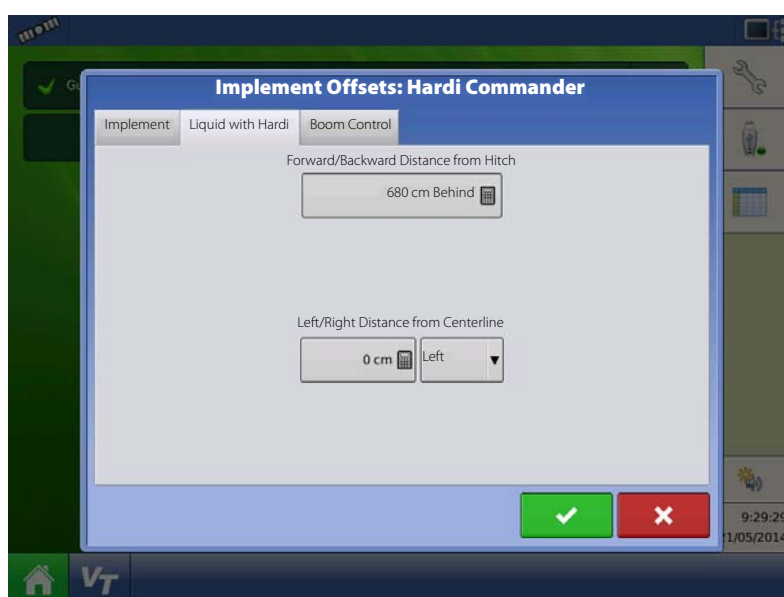 Implement Offsets: Hardi Commander
Implement
Liquid with Hardi
Boom Control
Forward/Backward Distance from Hitch
680 cm Behind
Left/Right Distance from Centerline
0 cm
Left
9:29:29
1/05/2014
VT